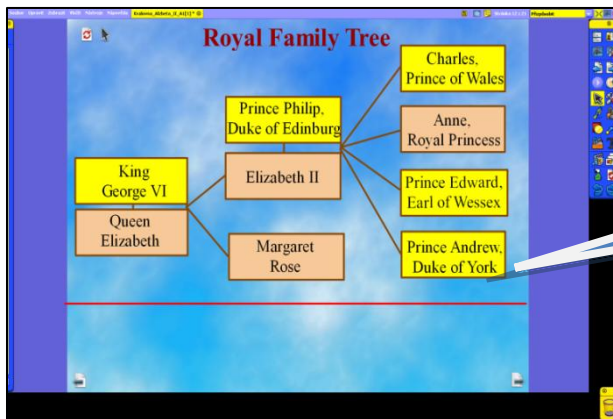 Royal Family Tree
Charles,
Prince of Wales
Prince Philip,
Duke of Edinburg
Anne,
Royal Princess
King
George VI
Elizabeth II
Queen
Elizabeth
Prince Edward,
Earl of Wessex
Margaret
Rose
Prince Andrew,
Duke of York